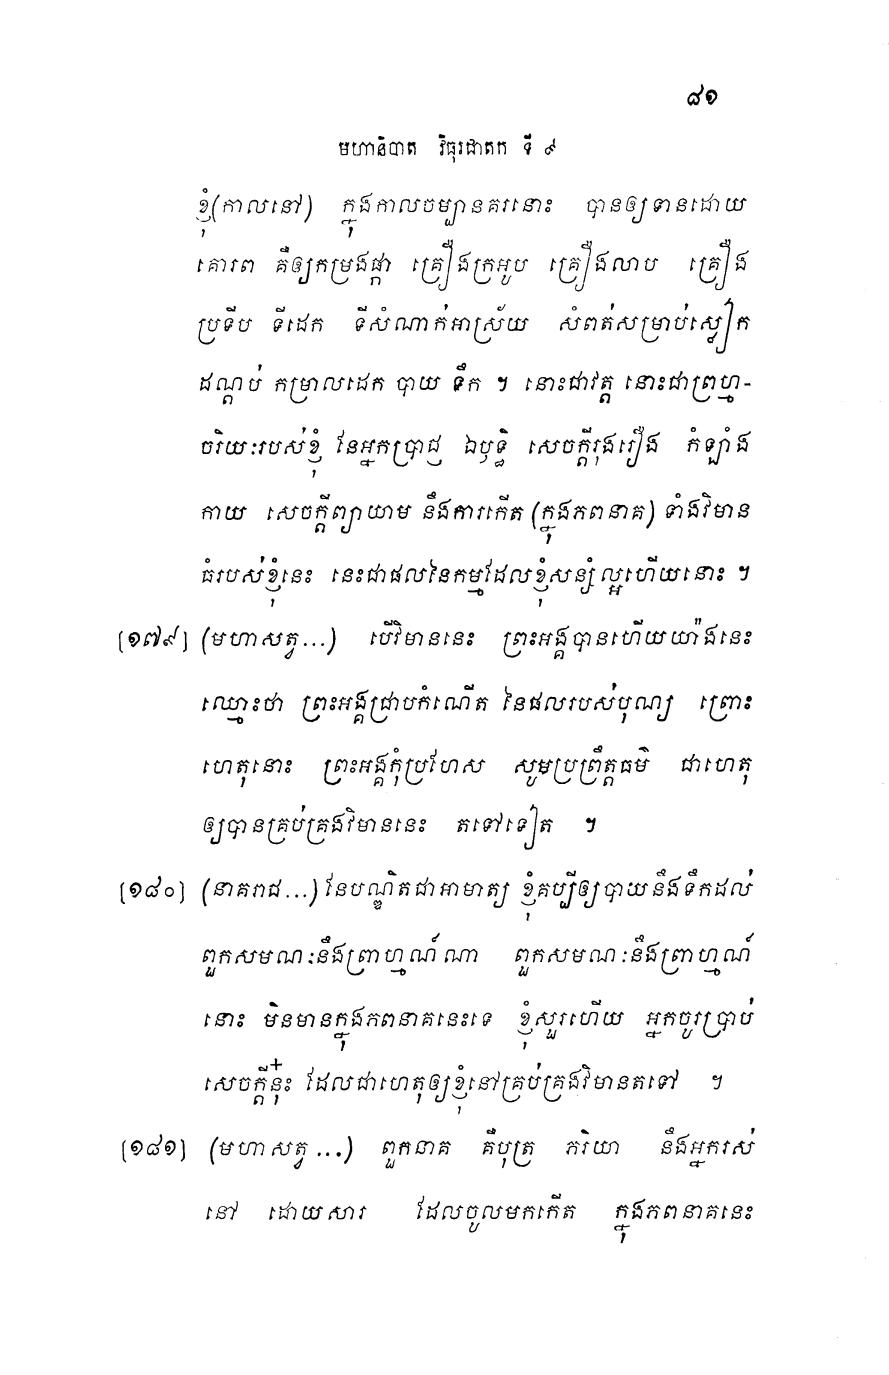 ៨១
មហានិបាត វិធុរជាតក ទី ៩
ខ្ញុំ(កាលនៅ) ក្នុងកាលចម្បានគរនោះ បានឲ្យទានដោយ
គោរព គឺឲ្យកម្រងផ្កា គ្រឿងក្រអូប គ្រឿងលាប គ្រឿង
ប្រទីប ទីដេក ទីសំណាក់អាស្រ័យ សំពត់សម្រាប់ស្លៀក
ដណ្តប់ កម្រាលដេក បាយ ទឹក ។ នោះជាវត្ត នោះជាព្រហ្ម-
ចរិយៈរបស់ខ្ញុំ នែអ្នកប្រាជ្ញ ឯឫទ្ធិ សេចក្តីរុងរឿង កំឡាំង
កាយ សេចក្តីព្យាយាម នឹងការកើត (ក្នុងភពនាគ) ទាំងវិមាន
ធំរបស់ខ្ញុំនេះ នេះជាផលនៃកម្មដែលខ្ញុំសន្សំល្អហើយនោះ ។
[១៧៩] (មហាសត្វ...) បើវិមាននេះ ព្រះអង្គបានហើយយ៉ាងនេះ
ឈ្មោះថា ព្រះអង្គជ្រាបកំណើត នៃផលរបស់បុណ្យ ព្រោះ
ហេតុនោះ ព្រះអង្គកុំប្រហែស សូមប្រព្រឹត្តធម៌ ជាហេតុ
ឲ្យបានគ្រប់គ្រងវិមាននេះ តទៅទៀត ។
[១៨០] (នាគរាជ...) នែបណ្ឌិតជាអាមាត្យ ខ្ញុំគប្បីឲ្យបាយនឹងទឹកដល់
ពួកសមណៈនឹងព្រាហ្មណ៍ណា ពួកសមណៈនឹងព្រាហ្មណ៍
នោះ មិនមានក្នុងភពនាគនេះទេ ខ្ញុំសួរហើយ អ្នកចូរប្រាប់
សេចក្តីនុ៎ះ ដែលជាហេតុឲ្យខ្ញុំនៅគ្រប់គ្រងវិមានតទៅ ។
[១៨១] (មហាសត្វ...) ពួកនាគ គឺបុត្រ ភរិយា នឹងអ្នករស់
នៅ ដោយសារ ដែលចូលមកកើត ក្នុងភពនាគនេះ